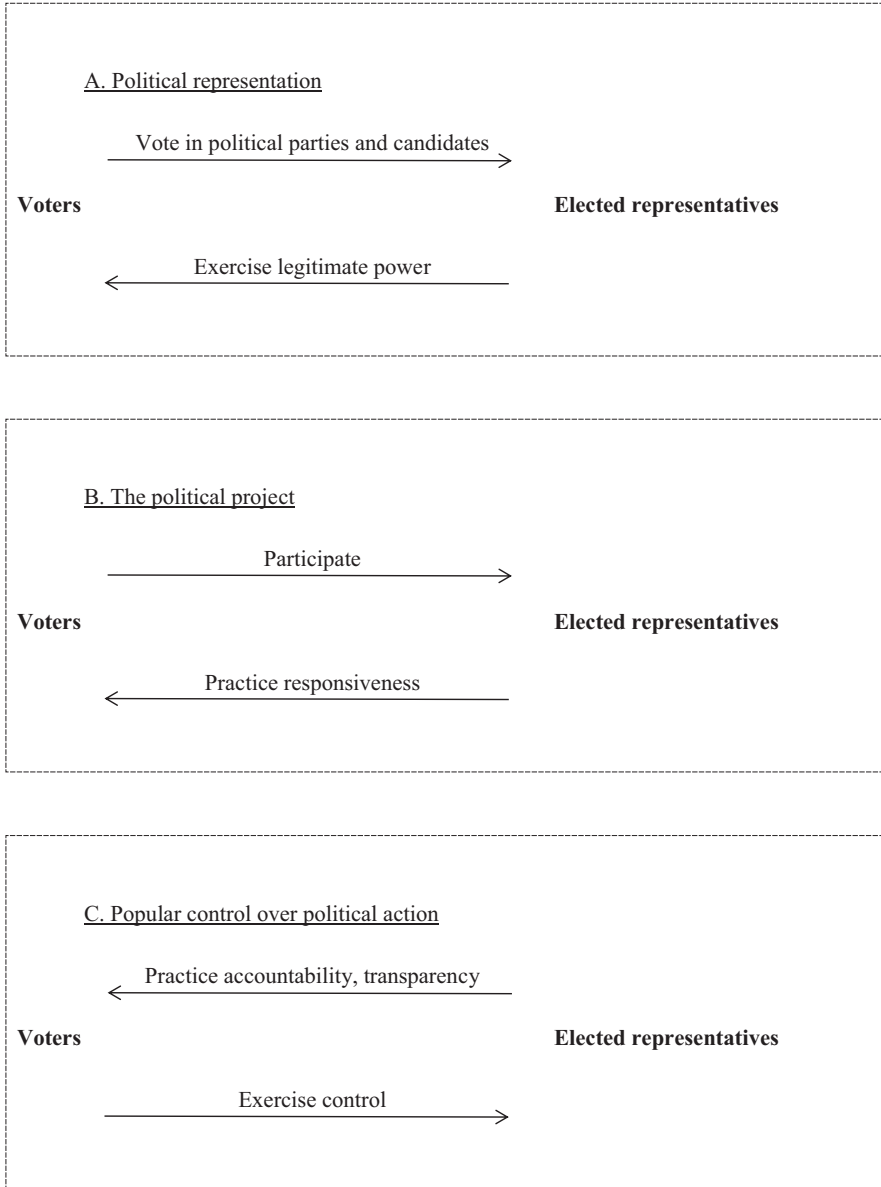 A. Political representation
Vote in political parties and candidates
Voters
Elected representatives
Exercise legitimate power
B. The political project
Participate
Voters
Elected representatives
Practice responsiveness
C. Popular control over political action
Practice accountability, transparency
Voters
Elected representatives
Exercise control